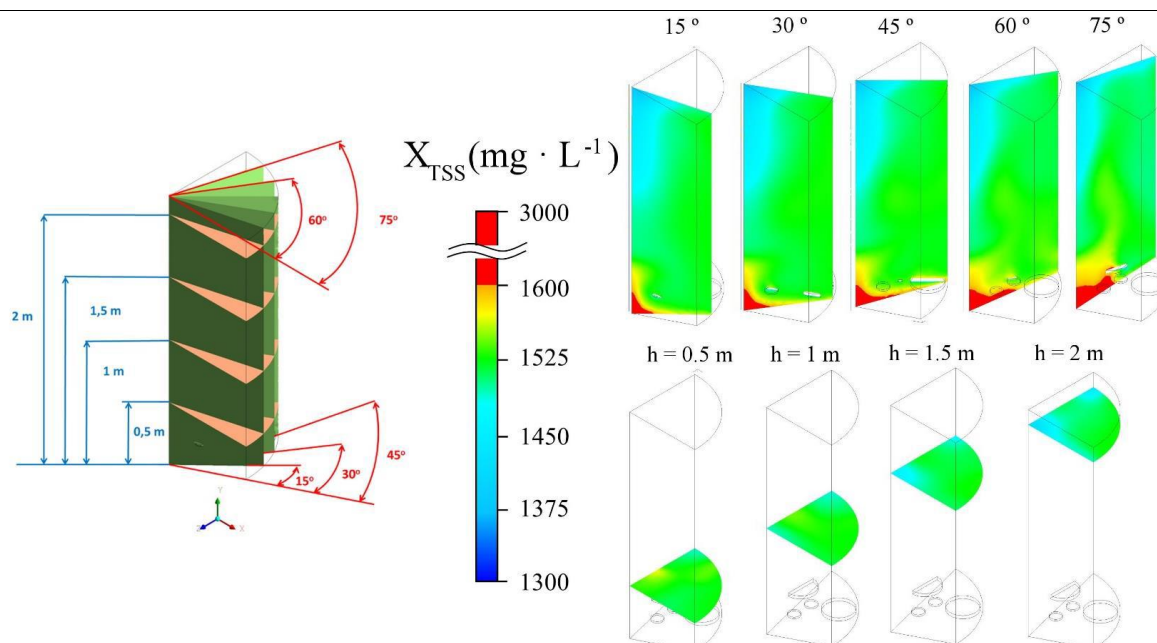 15 º
30 º
45 º
60 º
75 º
X_TSS(mg · L⁻¹)
3000
1600
1525
1450
1375
1300
60º
75º
2 m
1,5 m
1 m
0,5 m
15º
30º
45º
Y
Z
X
h = 0.5 m
h = 1 m
h = 1.5 m
h = 2 m